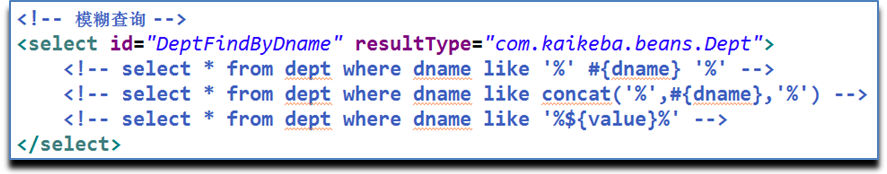 <!-- 模糊查询 -->
<select id="DeptFindByDname" resultType="com.kaikeba.beans.Dept">
<!-- select * from dept where dname like '%' #{dname} '%' -->
<!-- select * from dept where dname like concat('%',#{dname},'%') -->
<!-- select * from dept where dname like '%${value}%' -->
</select>